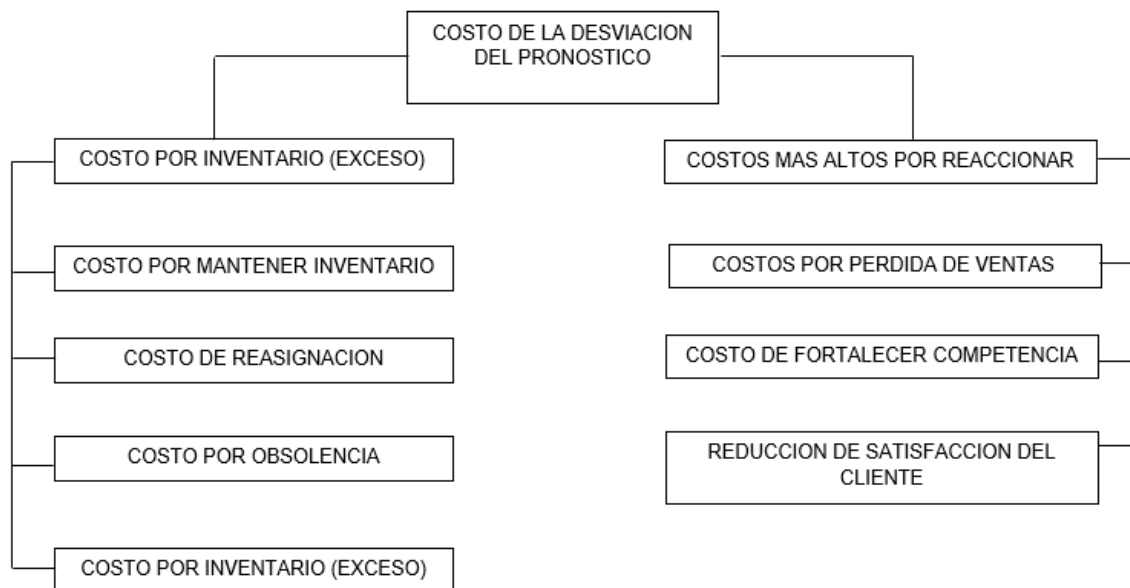 COSTO DE LA DESVIACION
DEL PRONOSTICO
COSTO POR INVENTARIO (EXCESO)
COSTO POR MANTENER INVENTARIO
COSTO DE REASIGNACION
COSTO POR OBSOLENCIA
COSTO POR INVENTARIO (EXCESO)
COSTOS MAS ALTOS POR REACCIONAR
COSTOS POR PERDIDA DE VENTAS
COSTO DE FORTALECER COMPETENCIA
REDUCCION DE SATISFACCION DEL
CLIENTE